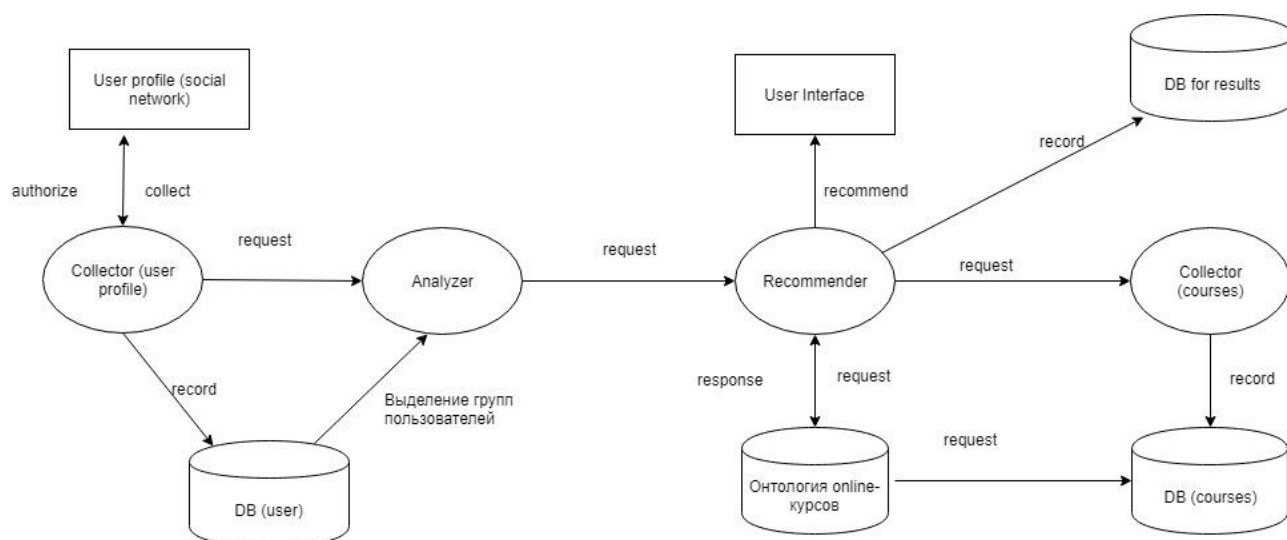 User profile (social
network)
User Interface
DB for results
authorize
collect
recommend
record
Collector (user
profile)
request
Analyzer
request
Recommender
request
Collector
(courses)
record
Выделение групп
пользователей
response
request
record
DB (user)
Онтология online-
курсов
request
DB (courses)